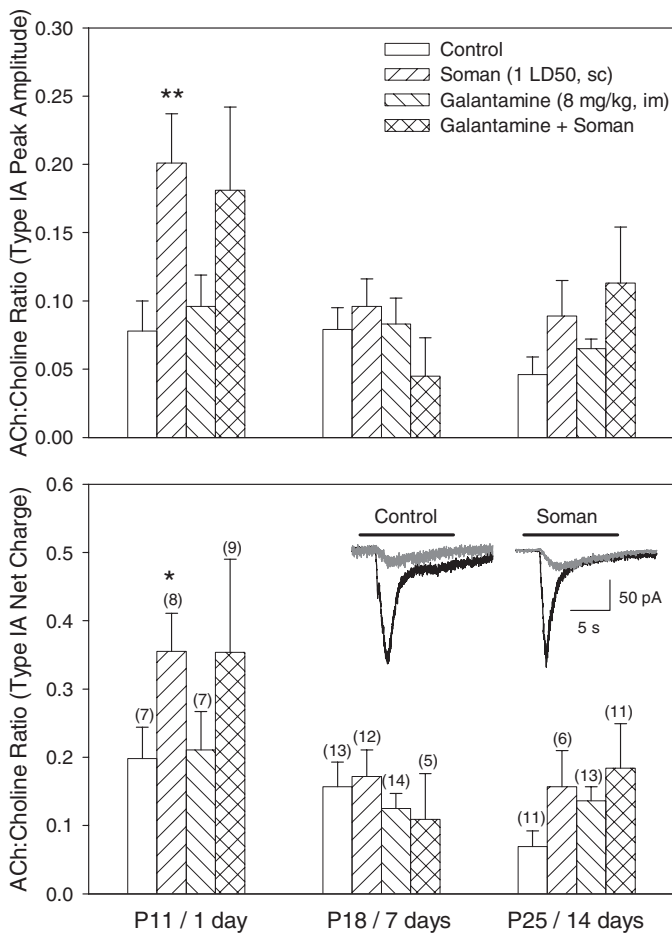 ACh:Choline Ratio (Type IA Peak Amplitude)
0.30
0.25
0.20
0.15
0.10
0.05
0.00
Control
Soman (1 LD50, sc)
Galantamine (8 mg/kg, im)
Galantamine + Soman
**
ACh:Choline Ratio (Type IA Net Charge)
0.6
0.5
0.4
0.3
0.2
0.1
0.0
Control
Soman
50 pA
5 s
*
(7)
(8)
(7)
(9)
(13)
(12)
(14)
(5)
(11)
(6)
(13)
(11)
P11 / 1 day
P18 / 7 days
P25 / 14 days